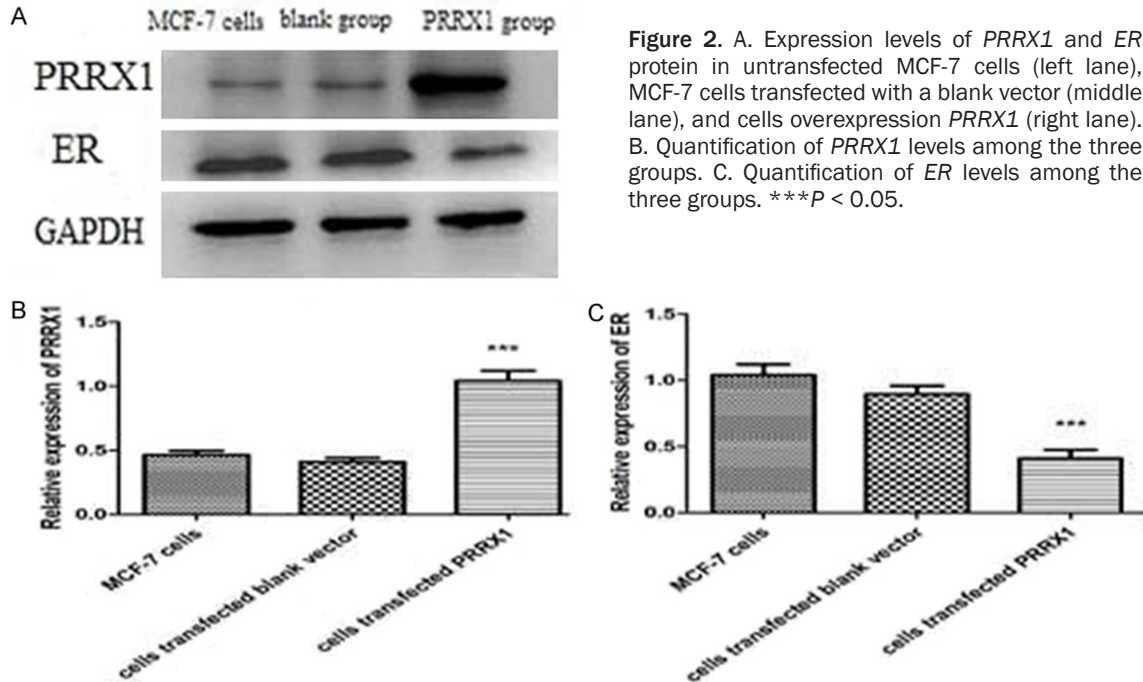 A
MCF-7 cells blank group PRRX1 group
PRRX1
ER
GAPDH
Figure 2. A. Expression levels of PRRX1 and ER
protein in untransfected MCF-7 cells (left lane),
MCF-7 cells transfected with a blank vector (middle
lane), and cells overexpression PRRX1 (right lane).
B. Quantification of PRRX1 levels among the three
groups. C. Quantification of ER levels among the
three groups. ***P < 0.05.
B
Relative expression of PRRX1
1.5
1.0
0.5
0.0
***
MCF-7 cells
cells transfected blank vector
cells transfected PRRX1
C
Relative expression of ER
1.5
1.0
0.5
0.0
***
MCF-7 cells
cells transfected blank vector
cells transfected PRRX1